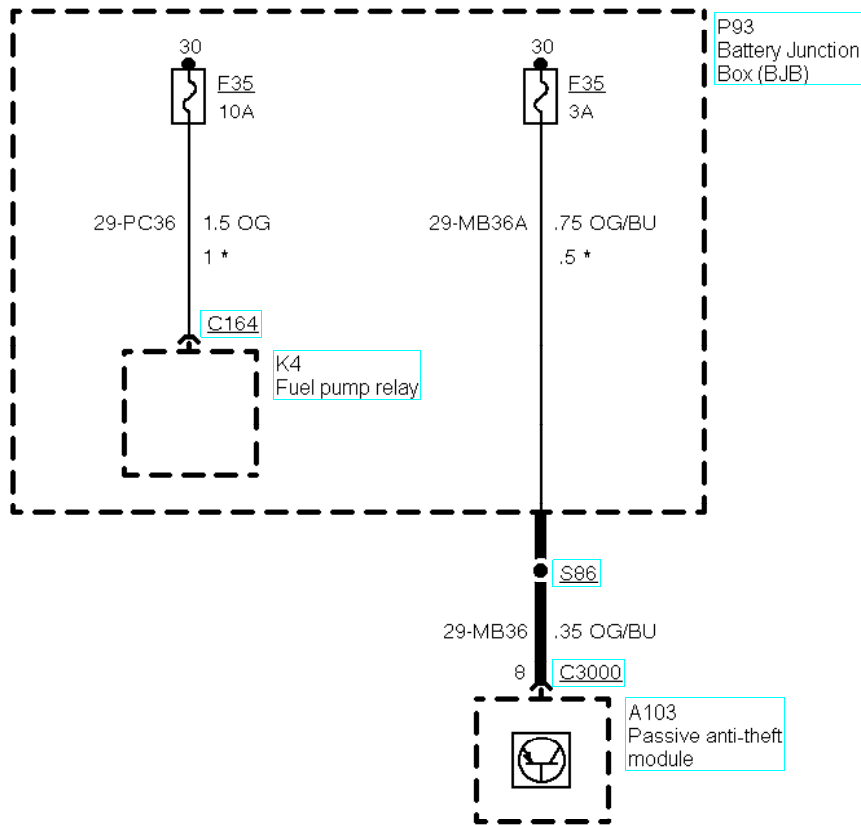 P93
Battery Junction
Box (BJB)
30
30
F35
10A
F35
3A
29-PC36
1.5 OG
1 *
29-MB36A
.75 OG/BU
.5 *
C164
K4
Fuel pump relay
S86
29-MB36
.35 OG/BU
8
C3000
A103
Passive anti-theft
module